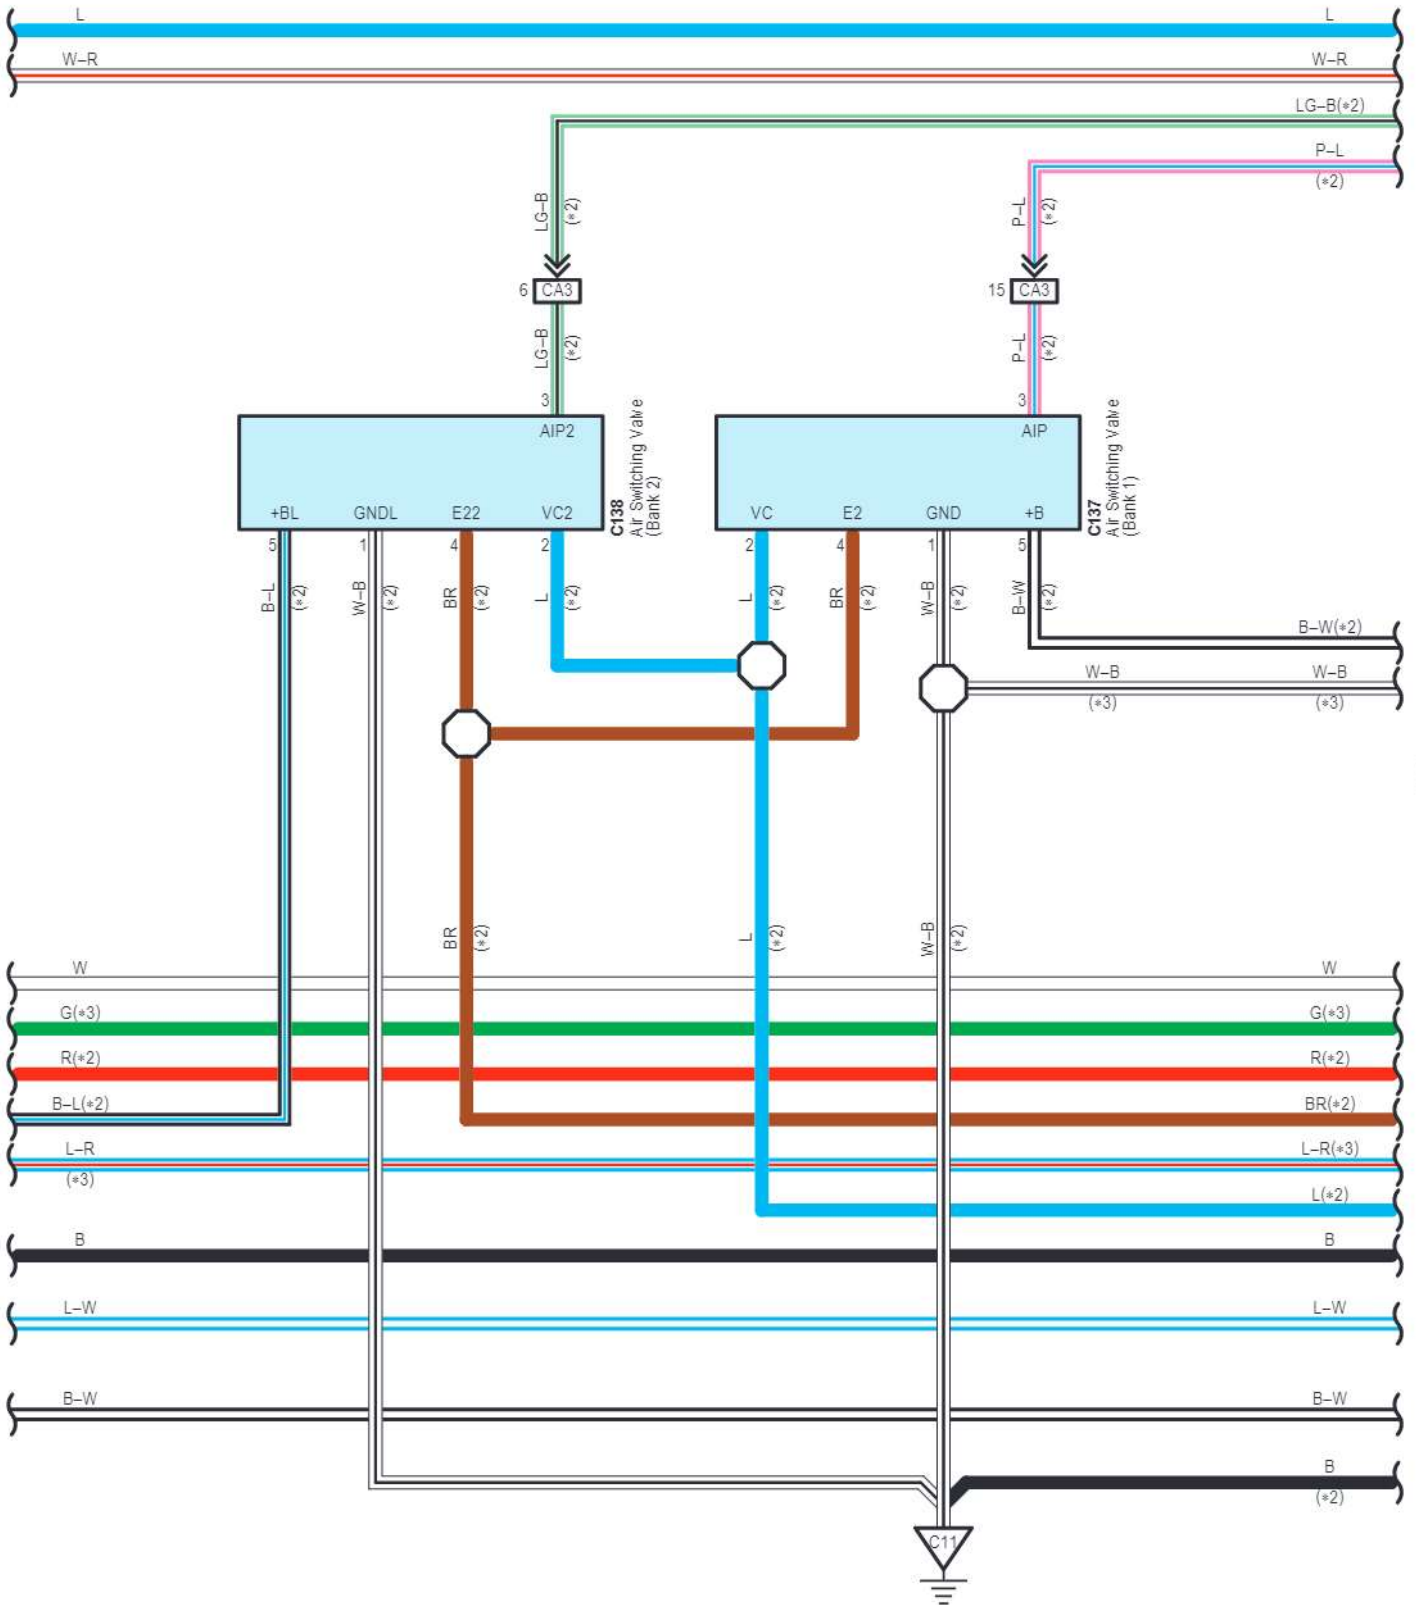 L L
W–R W–R
LG–B(*2)
P–L
(*2)
LG–B (*2) P–L (*2)
6 CA3 15 CA3
LG–B (*2) P–L (*2)
3 3
AIP2 AIP
C138
Air Switching Valve
(Bank 2)
C137
Air Switching Valve
(Bank 1)
+BL GNDL E22 VC2 VC E2 GND +B
5 1 4 2 2 4 1 5
B–L (*2) W–B (*2) BR (*2) L (*2) L (*2) BR (*2) W–B (*2) B–W (*2)
B–W(*2)
W–B W–B
(*3) (*3)
BR (*2) L (*2) W–B (*2)
W W
G(*3) G(*3)
R(*2) R(*2)
B–L(*2) BR(*2)
L–R L–R(*3)
(*3)
L(*2)
B B
L–W L–W
B–W B–W
B
(*2)
C11